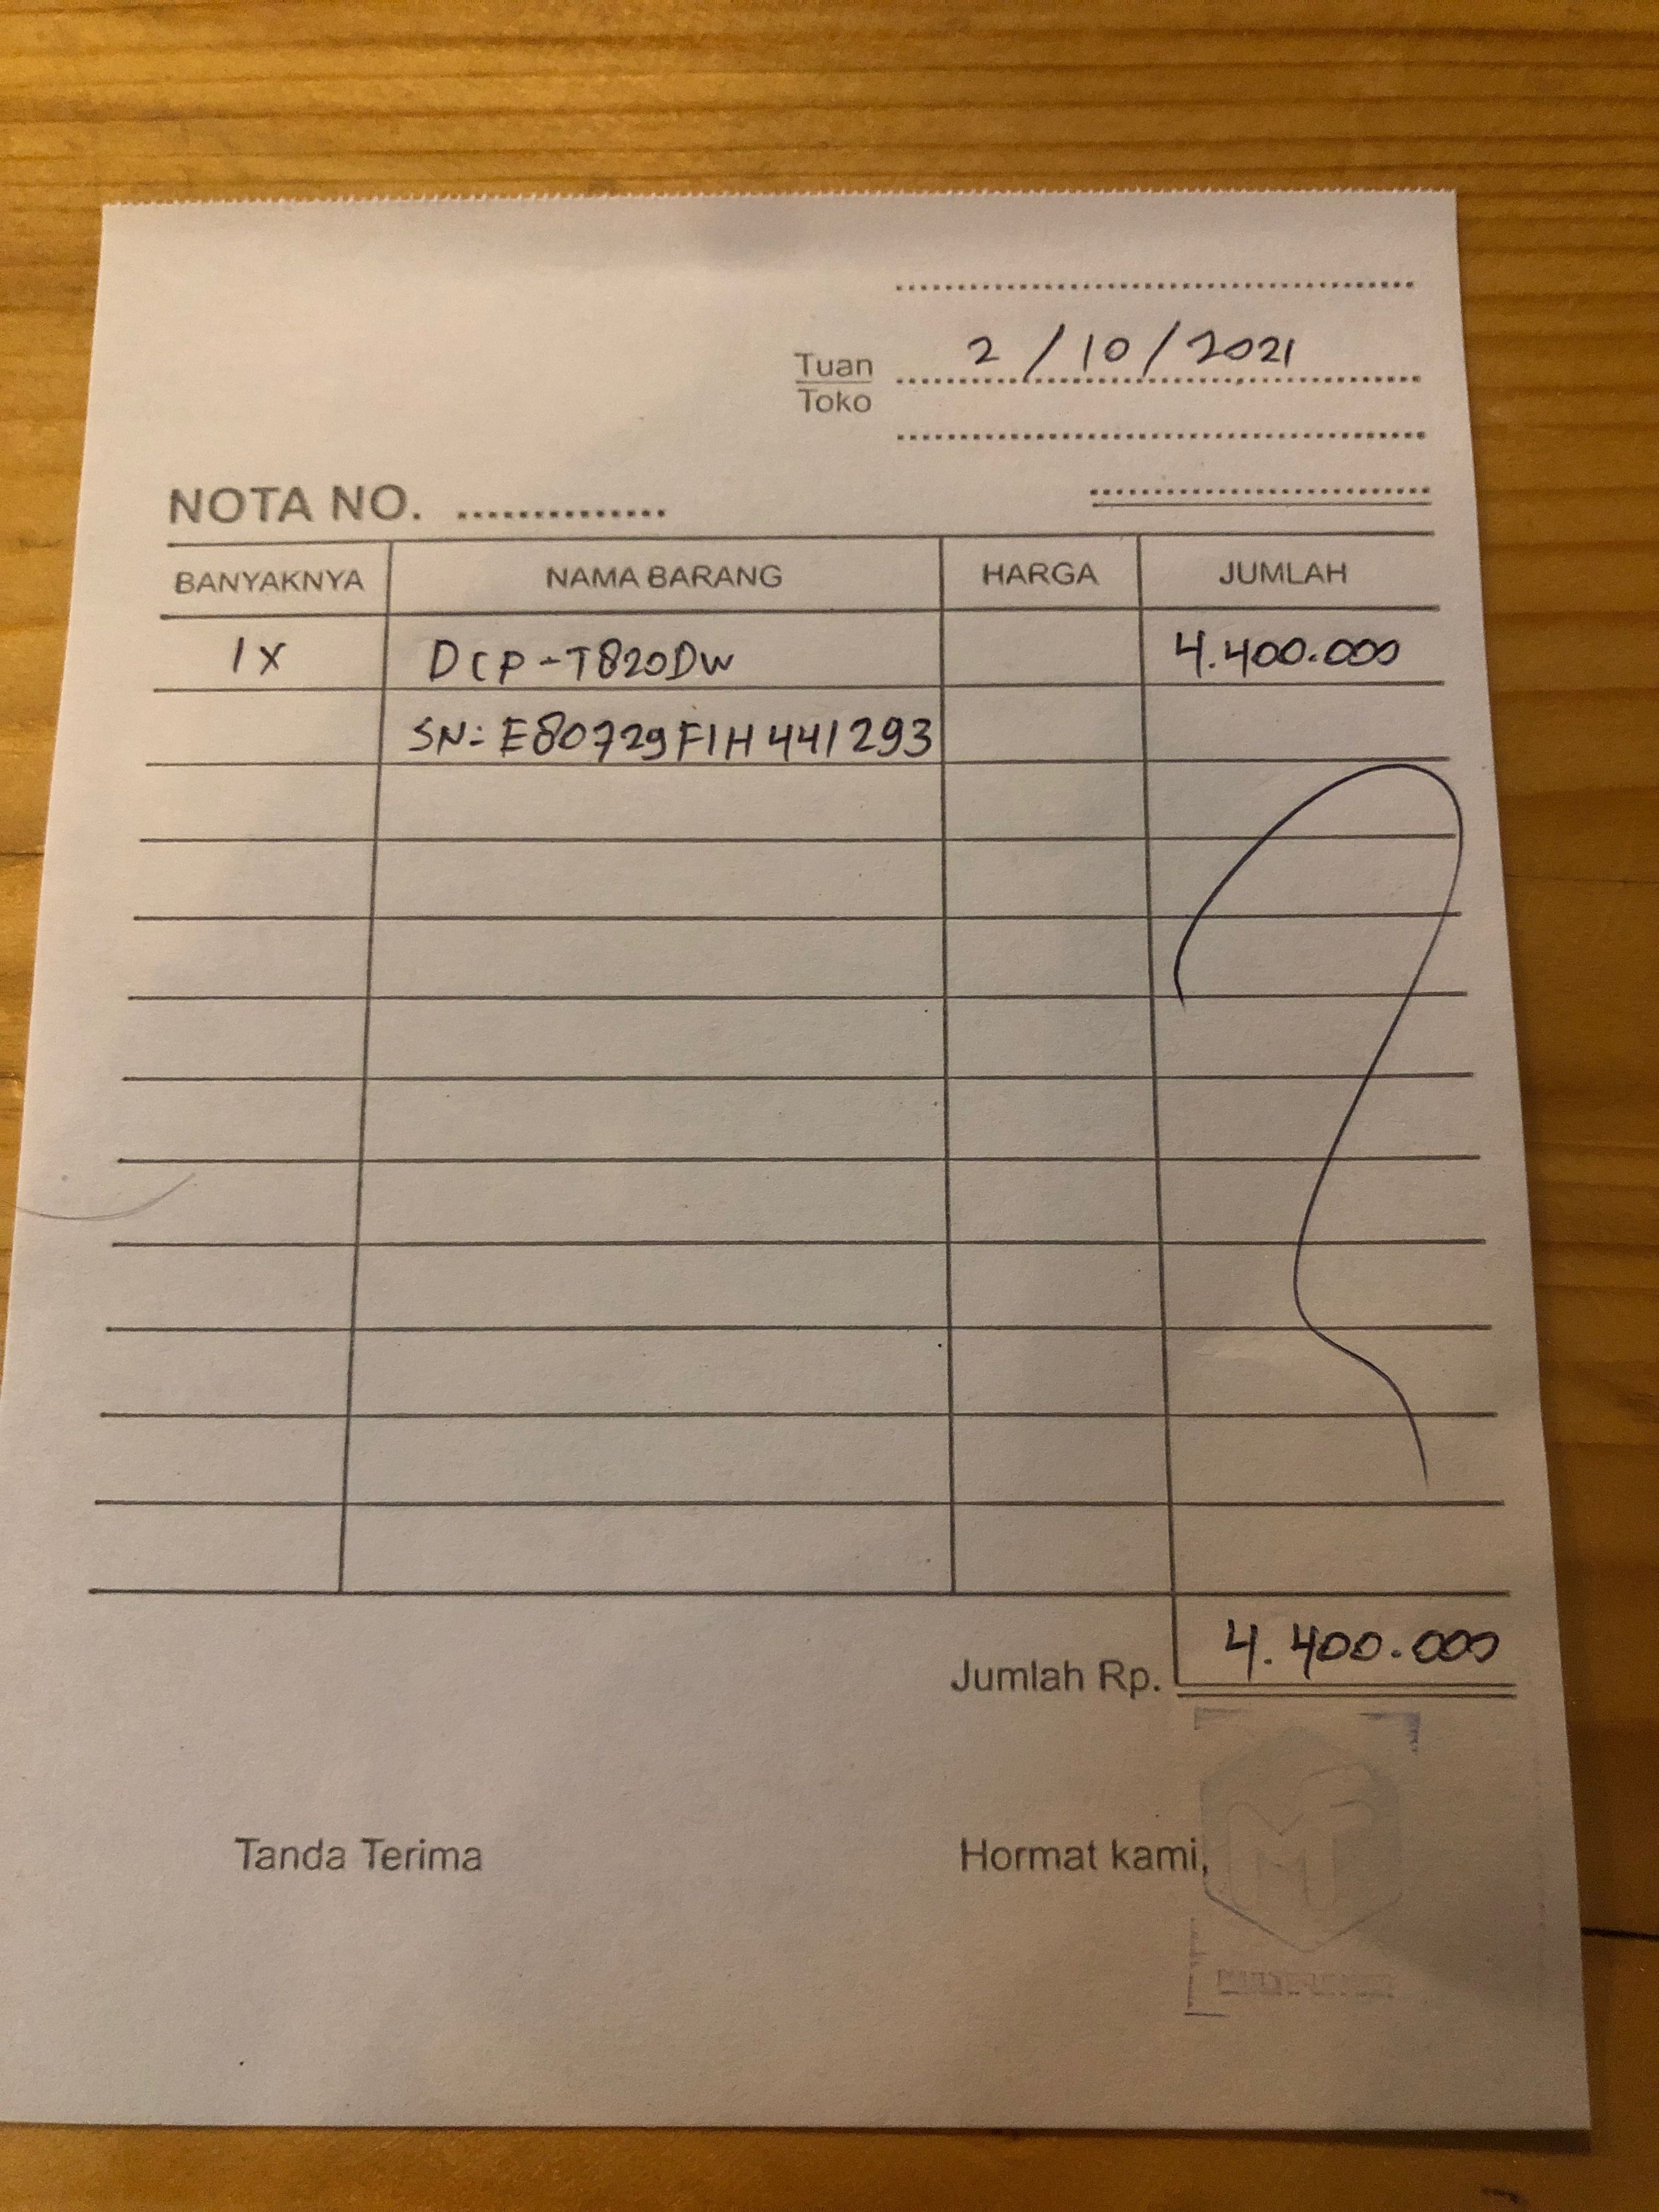 2/10/2021
Tuan
Toko
NOTA NO.
BANYAKNYA NAMA BARANG HARGA JUMLAH
1X DCP-T820DW 4.400.000
SN: E80729F1H441293
Jumlah Rp. 4.400.000
Tanda Terima Hormat kami,